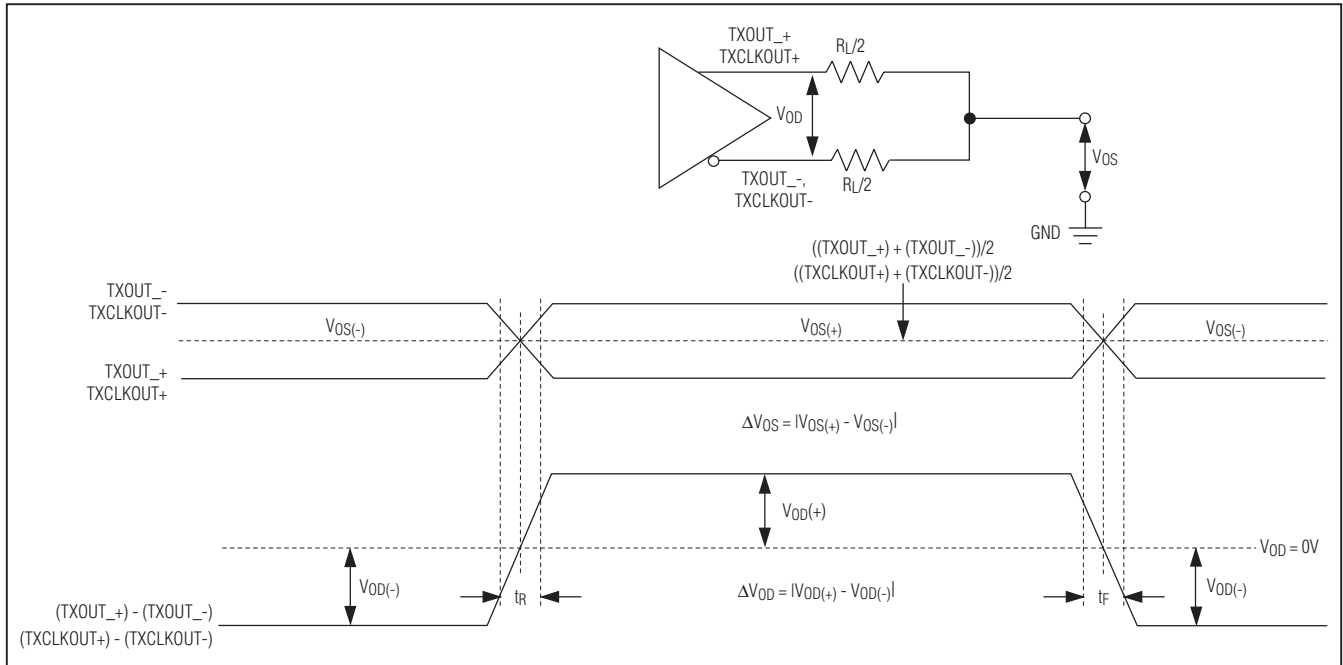 TXOUT_+
TXCLKOUT+
RL/2
VOD
VOS
TXOUT_-,
TXCLKOUT-
RL/2
GND
((TXOUT_+) + (TXOUT_-))/2
((TXCLKOUT+) + (TXCLKOUT-))/2
TXOUT_-
TXCLKOUT-
VOS(-)
VOS(+)
VOS(-)
TXOUT_+
TXCLKOUT+
ΔVOS = |VOS(+) - VOS(-)|
VOD(+)
VOD = 0V
VOD(-)
tR
ΔVOD = |VOD(+) - VOD(-)|
tF
VOD(-)
(TXOUT_+) - (TXOUT_-)
(TXCLKOUT+) - (TXCLKOUT-)